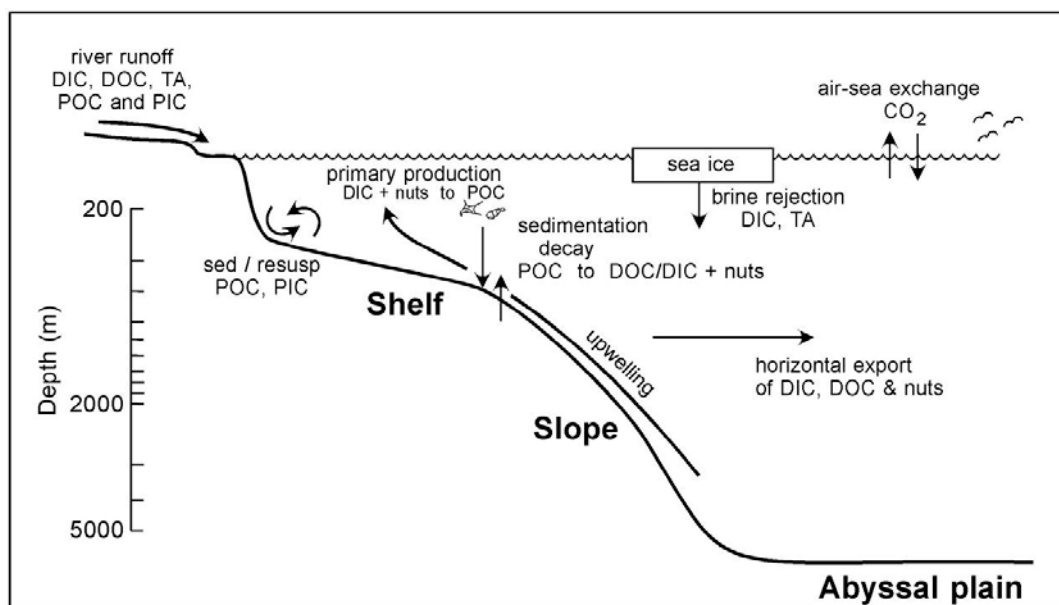 river runoff
DIC, DOC, TA,
POC and PIC
air-sea exchange
CO2
sea ice
primary production
DIC + nuts to POC
brine rejection
DIC, TA
200
sedimentation
decay
POC to DOC/DIC + nuts
sed / resusp
POC, PIC
Shelf
Depth (m)
upwelling
horizontal export
of DIC, DOC & nuts
2000
Slope
5000
Abyssal plain